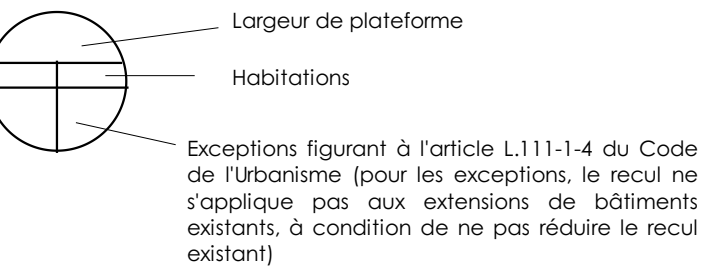 Largeur de plateforme
Habitations
Exceptions figurant à l'article L.111-1-4 du Code
de l'Urbanisme (pour les exceptions, le recul ne
s'applique pas aux extensions de bâtiments
existants, à condition de ne pas réduire le recul
existant)